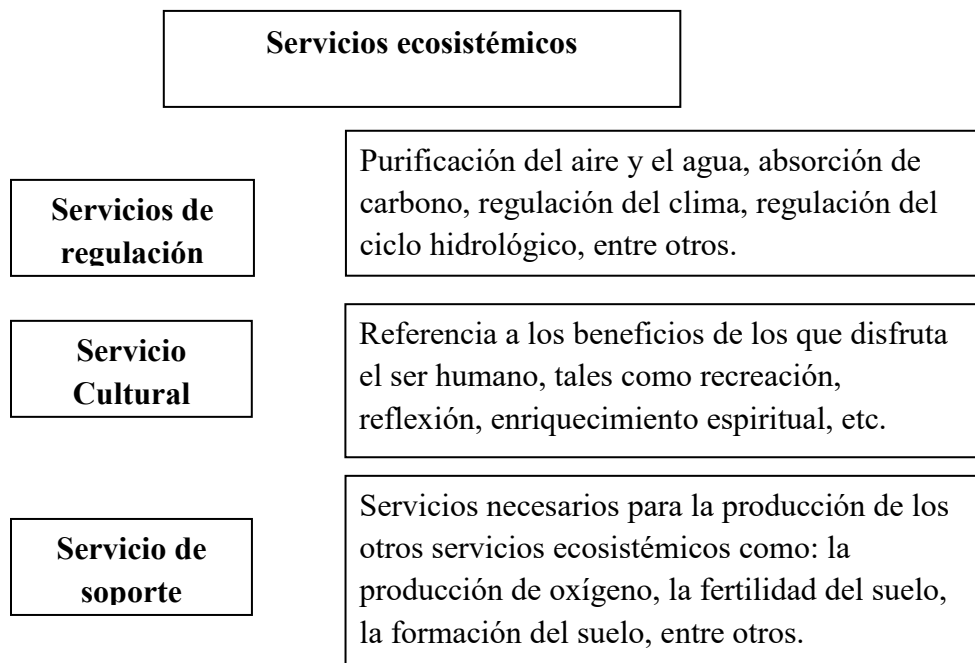 Servicios ecosistémicos
Servicios de
regulación
Purificación del aire y el agua, absorción de
carbono, regulación del clima, regulación del
ciclo hidrológico, entre otros.
Servicio
Cultural
Referencia a los beneficios de los que disfruta
el ser humano, tales como recreación,
reflexión, enriquecimiento espiritual, etc.
Servicio de
soporte
Servicios necesarios para la producción de los
otros servicios ecosistémicos como: la
producción de oxígeno, la fertilidad del suelo,
la formación del suelo, entre otros.